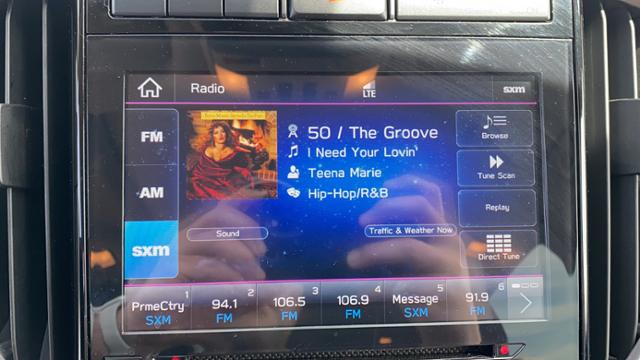 Radio
LTE
sxm
FM
50 / The Groove
Browse
I Need Your Lovin'
Teena Marie
Tune Scan
AM
Hip-Hop/R&B
Replay
Sound
Traffic & Weather Now
sxm
Direct Tune
1 2 3 4 5 6
PrmeCtry 94.1 106.5 106.9 Message 91.9
SXM FM FM FM SXM FM